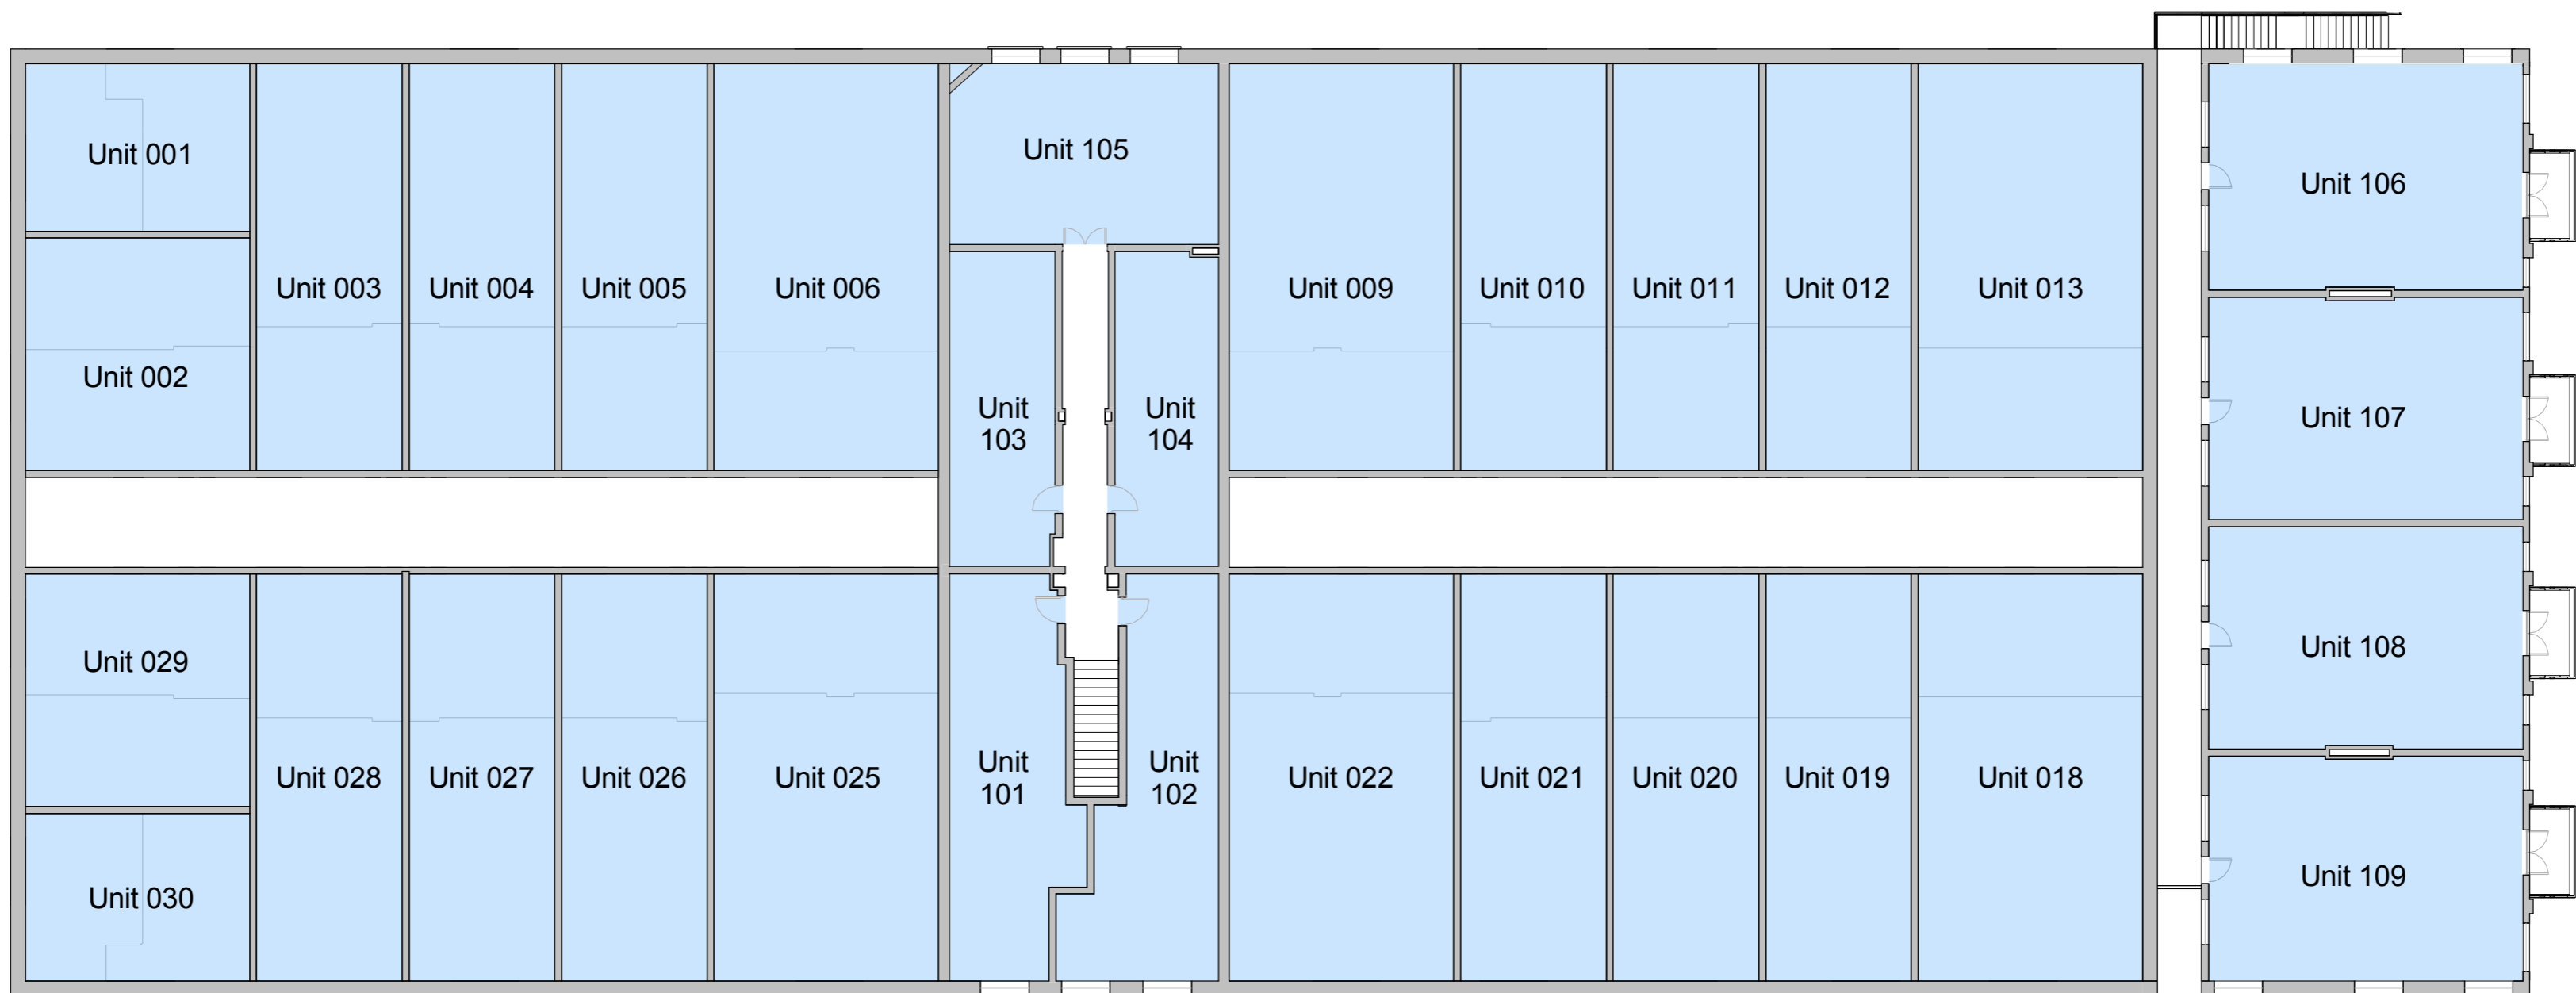 Unit 001
Unit 002
Unit 003
Unit 004
Unit 005
Unit 006
Unit 105
Unit
103
Unit
104
Unit 009
Unit 010
Unit 011
Unit 012
Unit 013
Unit 106
Unit 107
Unit 029
Unit 030
Unit 028
Unit 027
Unit 026
Unit 025
Unit
101
Unit
102
Unit 022
Unit 021
Unit 020
Unit 019
Unit 018
Unit 108
Unit 109